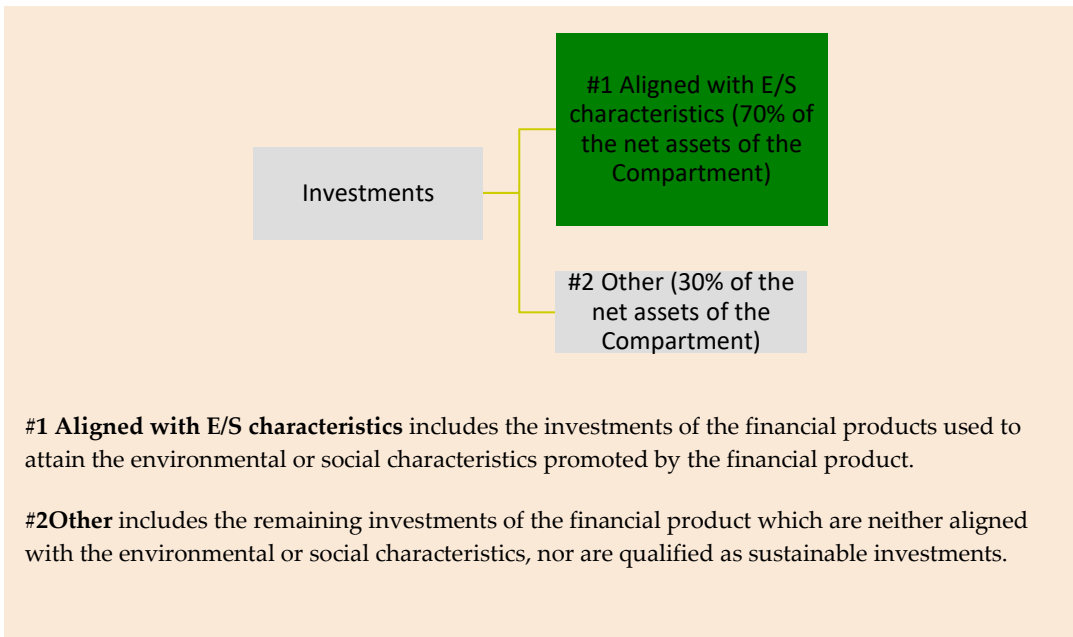 #1 Aligned with E/S
characteristics (70% of
the net assets of the
Compartment)
Investments
#2 Other (30% of the
net assets of the
Compartment)
#1 Aligned with E/S characteristics includes the investments of the financial products used to
attain the environmental or social characteristics promoted by the financial product.
#2Other includes the remaining investments of the financial product which are neither aligned
with the environmental or social characteristics, nor are qualified as sustainable investments.